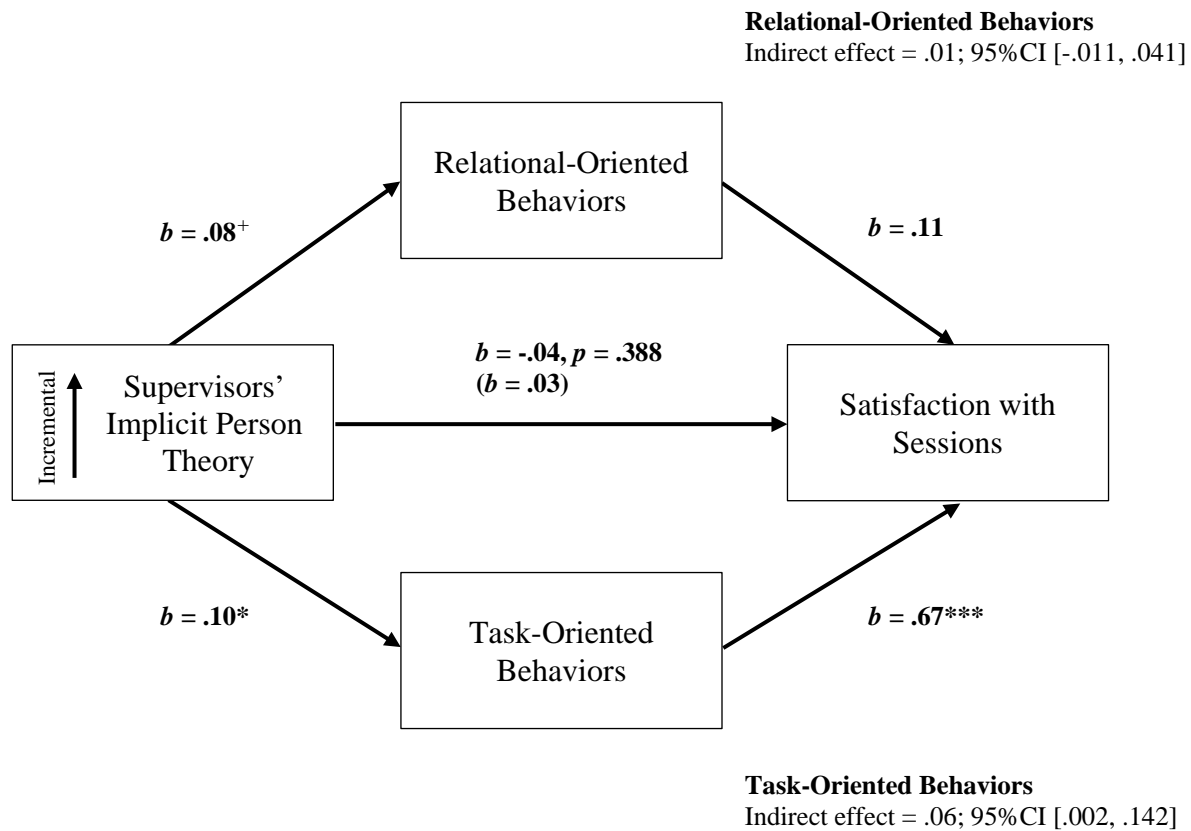 Relational-Oriented Behaviors
Indirect effect = .01; 95%CI [-.011, .041]
Relational-Oriented
Behaviors
b = .08+
b = .11
b = -.04, p = .388
(b = .03)
Incremental
Supervisors’
Implicit Person
Theory
Satisfaction with
Sessions
b = .10*
b = .67***
Task-Oriented
Behaviors
Task-Oriented Behaviors
Indirect effect = .06; 95%CI [.002, .142]